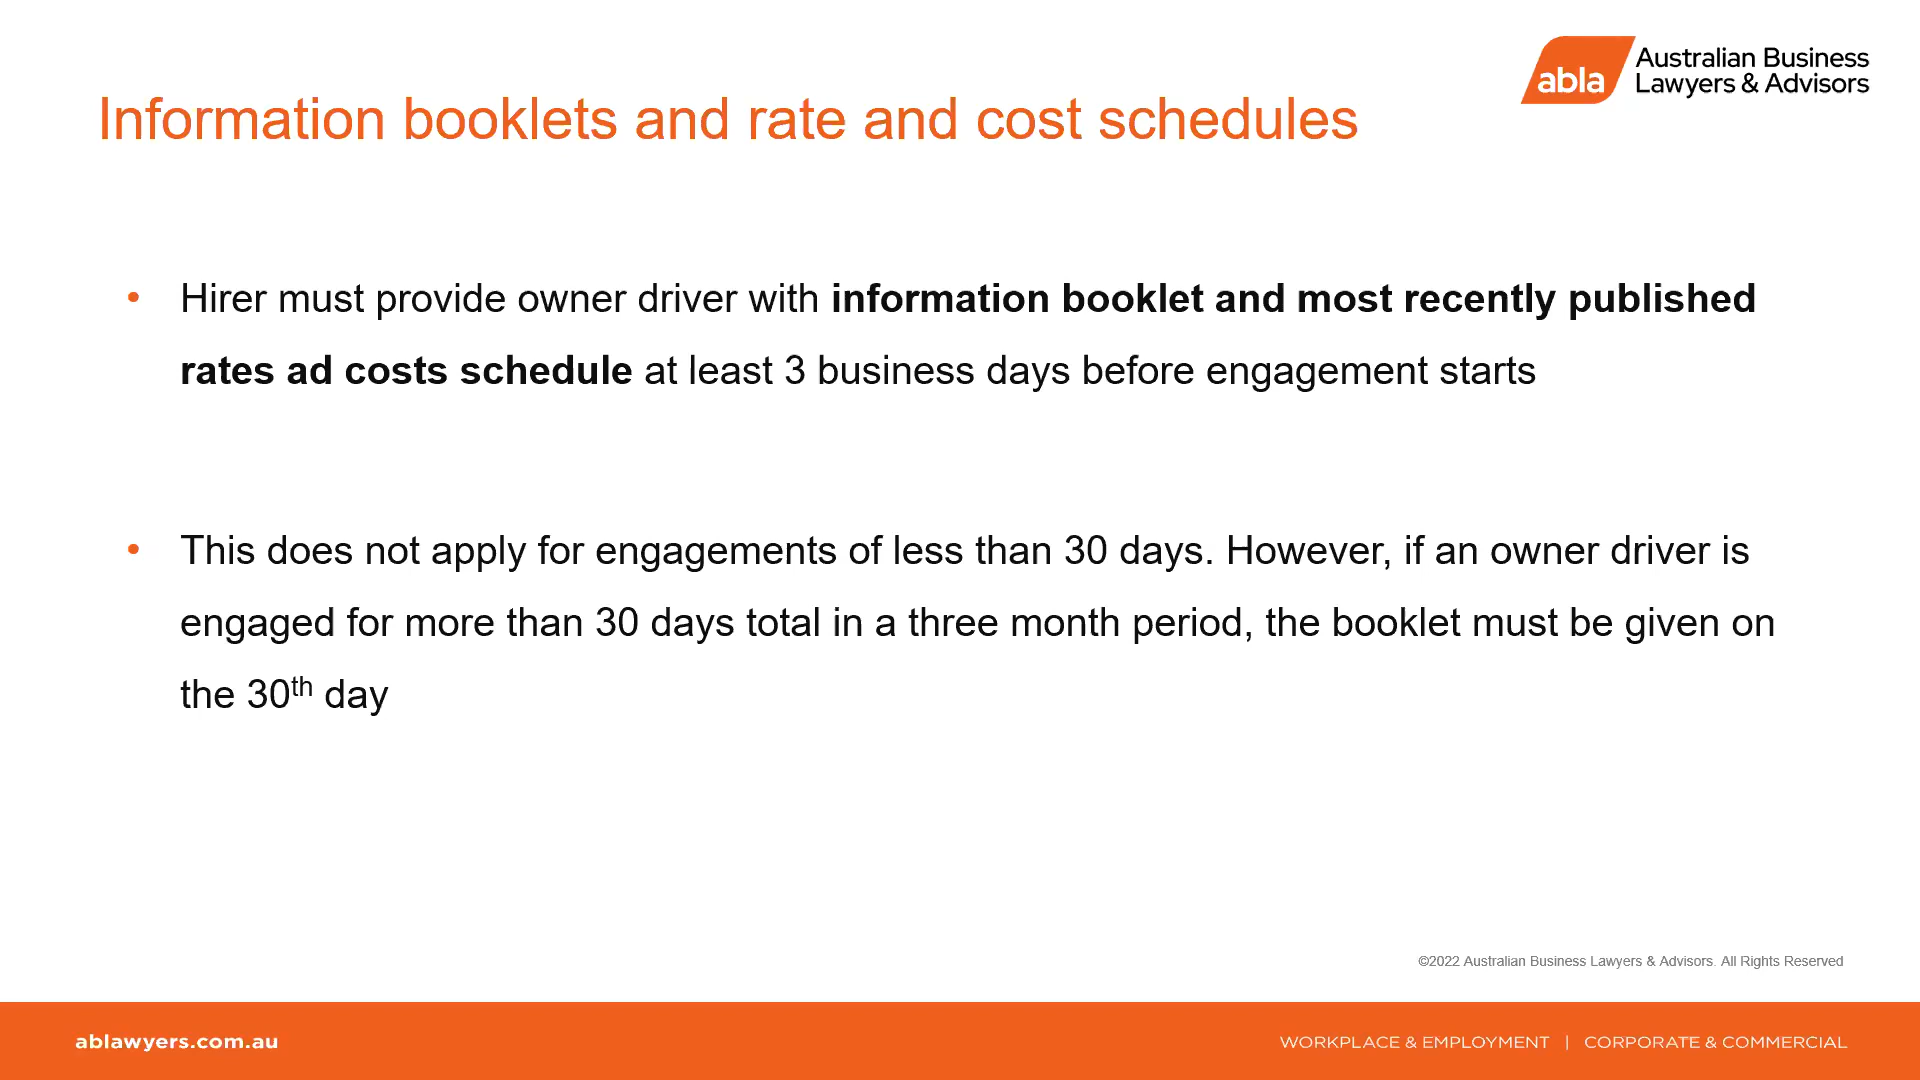 abla
Australian Business
Lawyers & Advisors
Information booklets and rate and cost schedules
• Hirer must provide owner driver with information booklet and most recently published
rates ad costs schedule at least 3 business days before engagement starts
• This does not apply for engagements of less than 30 days. However, if an owner driver is
engaged for more than 30 days total in a three month period, the booklet must be given on
the 30th day
©2022 Australian Business Lawyers & Advisors. All Rights Reserved
ablawyers.com.au
WORKPLACE & EMPLOYMENT | CORPORATE & COMMERCIAL